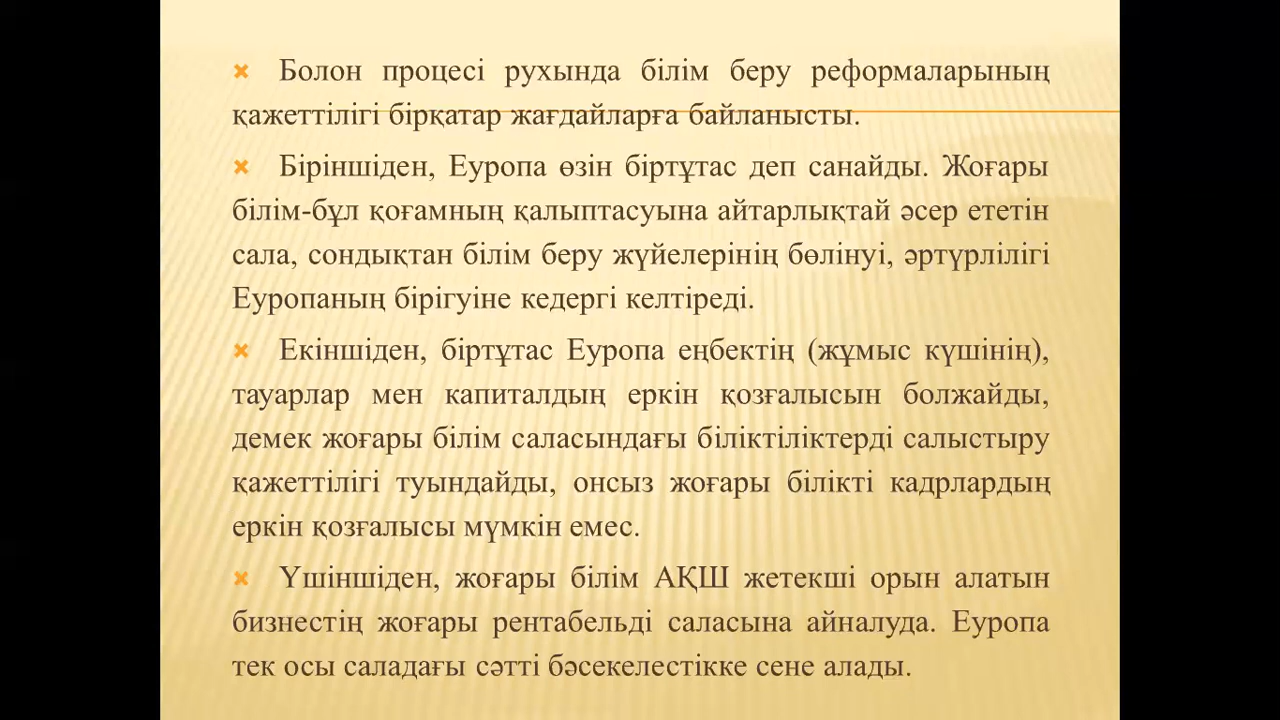 Болон процесі рухында білім беру реформаларының
қажеттілігі бірқатар жағдайларға байланысты.
Біріншіден, Еуропа өзін біртұтас деп санайды. Жоғары
білім-бұл қоғамның қалыптасуына айтарлықтай әсер ететін
сала, сондықтан білім беру жүйелерінің бөлінуі, әртүрлілігі
Еуропаның бірігуіне кедергі келтіреді.
Екіншіден, біртұтас Еуропа еңбектің (жұмыс күшінің),
тауарлар мен капиталдың еркін қозғалысын болжайды,
демек жоғары білім саласындағы біліктіліктерді салыстыру
қажеттілігі туындайды, онсыз жоғары білікті кадрлардың
еркін қозғалысы мүмкін емес.
Үшіншіден, жоғары білім АҚШ жетекші орын алатын
бизнестің жоғары рентабельді саласына айналуда. Еуропа
тек осы саладағы сәтті бәсекелестікке сене алады.